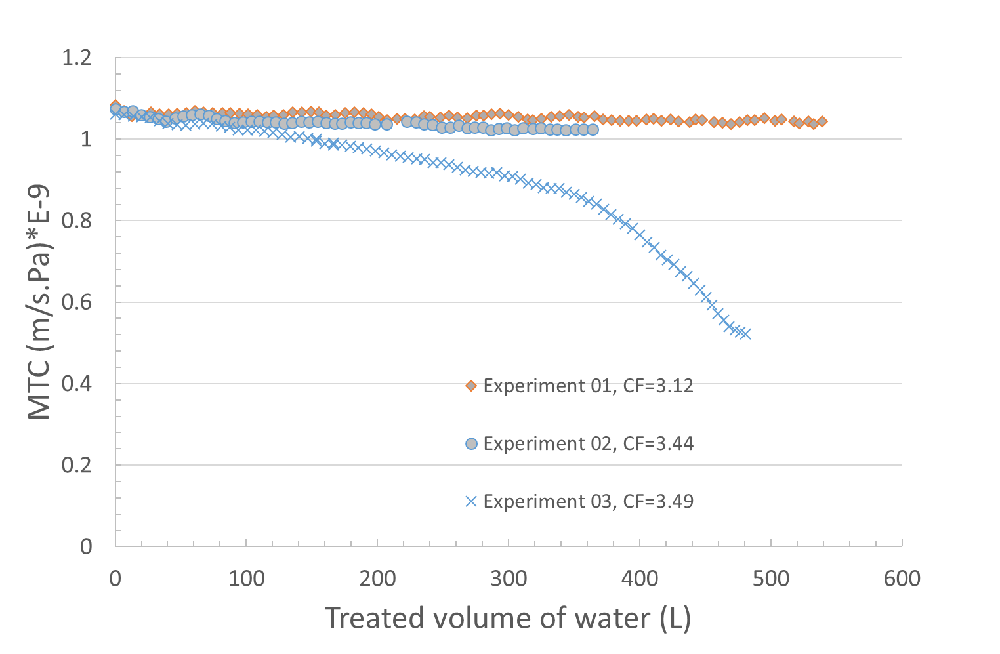 1.2
1
0.8
0.6
0.4
0.2
0
MTC (m/s.Pa)*E-9
Experiment 01, CF=3.12
Experiment 02, CF=3.44
Experiment 03, CF=3.49
0 100 200 300 400 500 600
Treated volume of water (L)